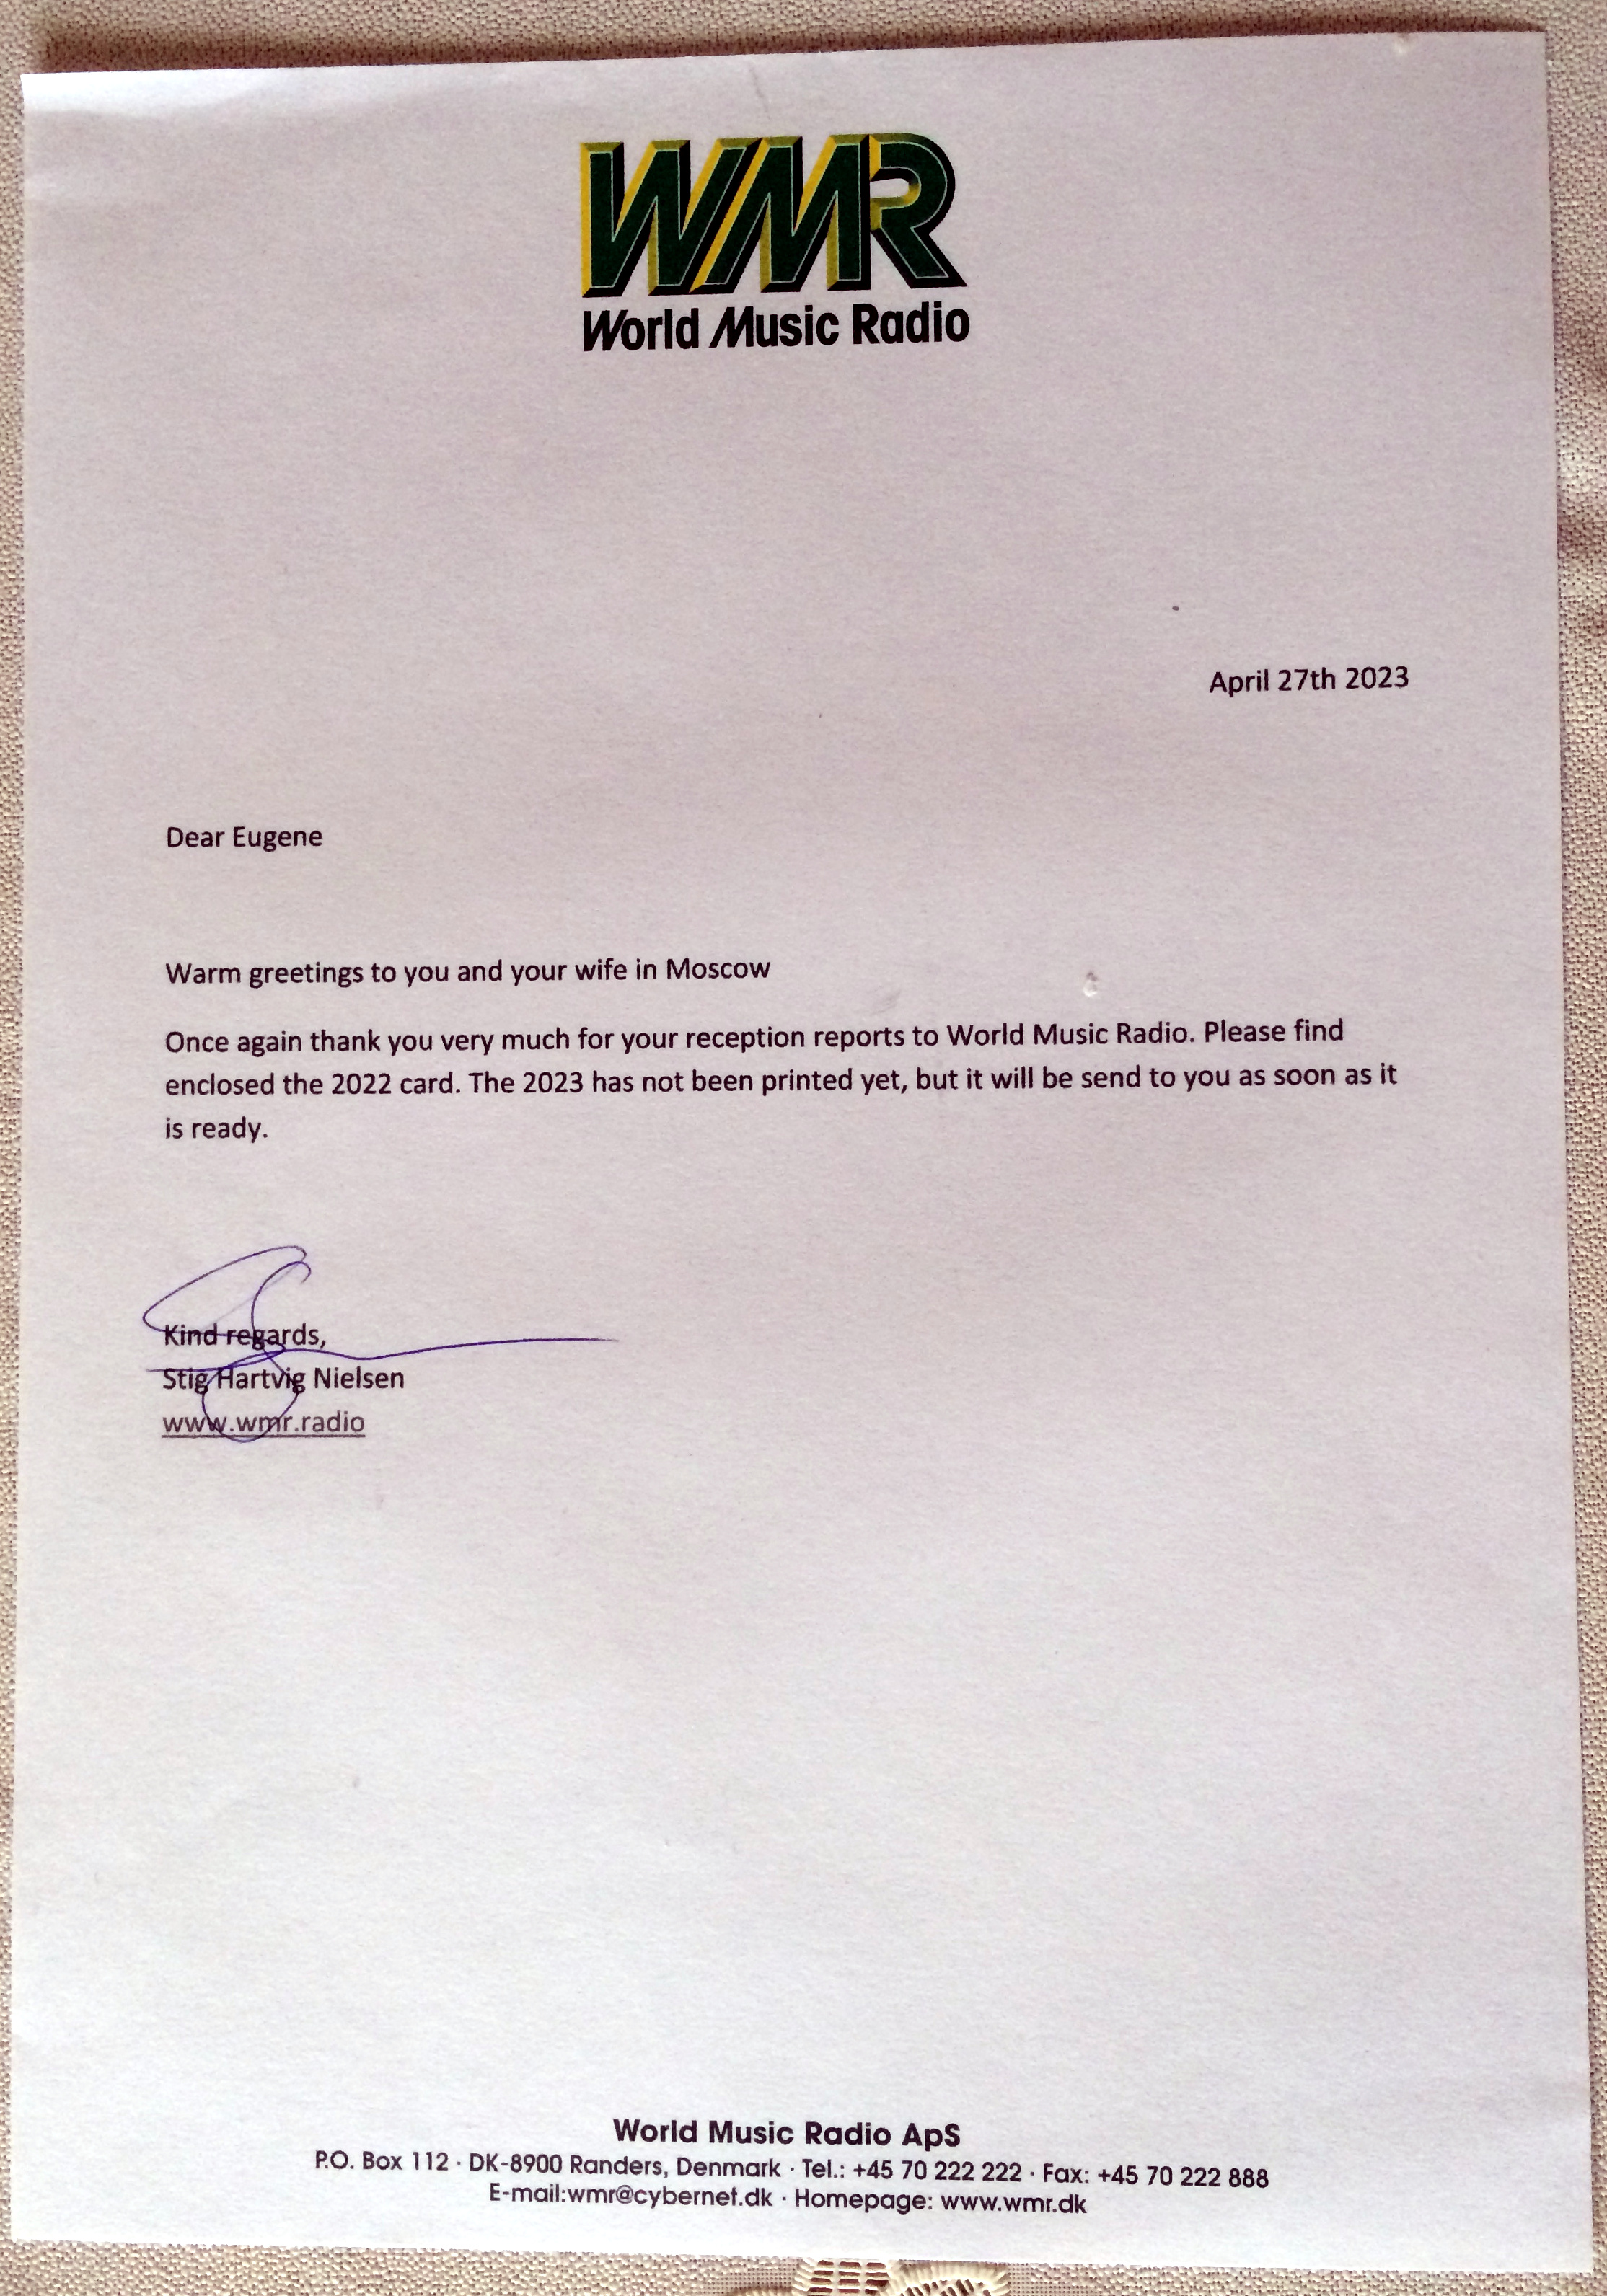 WMR
World Music Radio
April 27th 2023
Dear Eugene
Warm greetings to you and your wife in Moscow
Once again thank you very much for your reception reports to World Music Radio. Please find
enclosed the 2022 card. The 2023 has not been printed yet, but it will be send to you as soon as it
is ready.
Kind regards,
Stig Hartvig Nielsen
www.wmr.radio
World Music Radio ApS
P.O. Box 112 · DK-8900 Randers, Denmark · Tel.: +45 70 222 222 · Fax: +45 70 222 888
E-mail:wmr@cybernet.dk · Homepage: www.wmr.dk